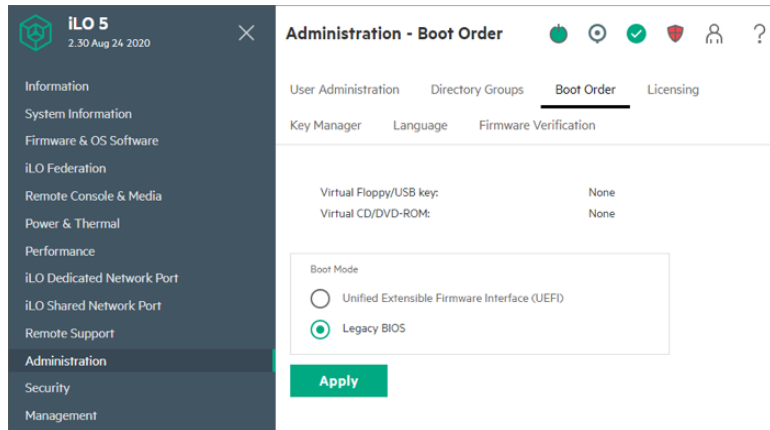 iLO 5
2.30 Aug 24 2020
Information
System Information
Firmware & OS Software
iLO Federation
Remote Console & Media
Power & Thermal
Performance
iLO Dedicated Network Port
iLO Shared Network Port
Remote Support
Administration
Security
Management
Administration - Boot Order
?
User Administration Directory Groups Boot Order Licensing
Key Manager Language Firmware Verification
Virtual Floppy/USB key: None
Virtual CD/DVD-ROM: None
Boot Mode
Unified Extensible Firmware Interface (UEFI)
Legacy BIOS
Apply